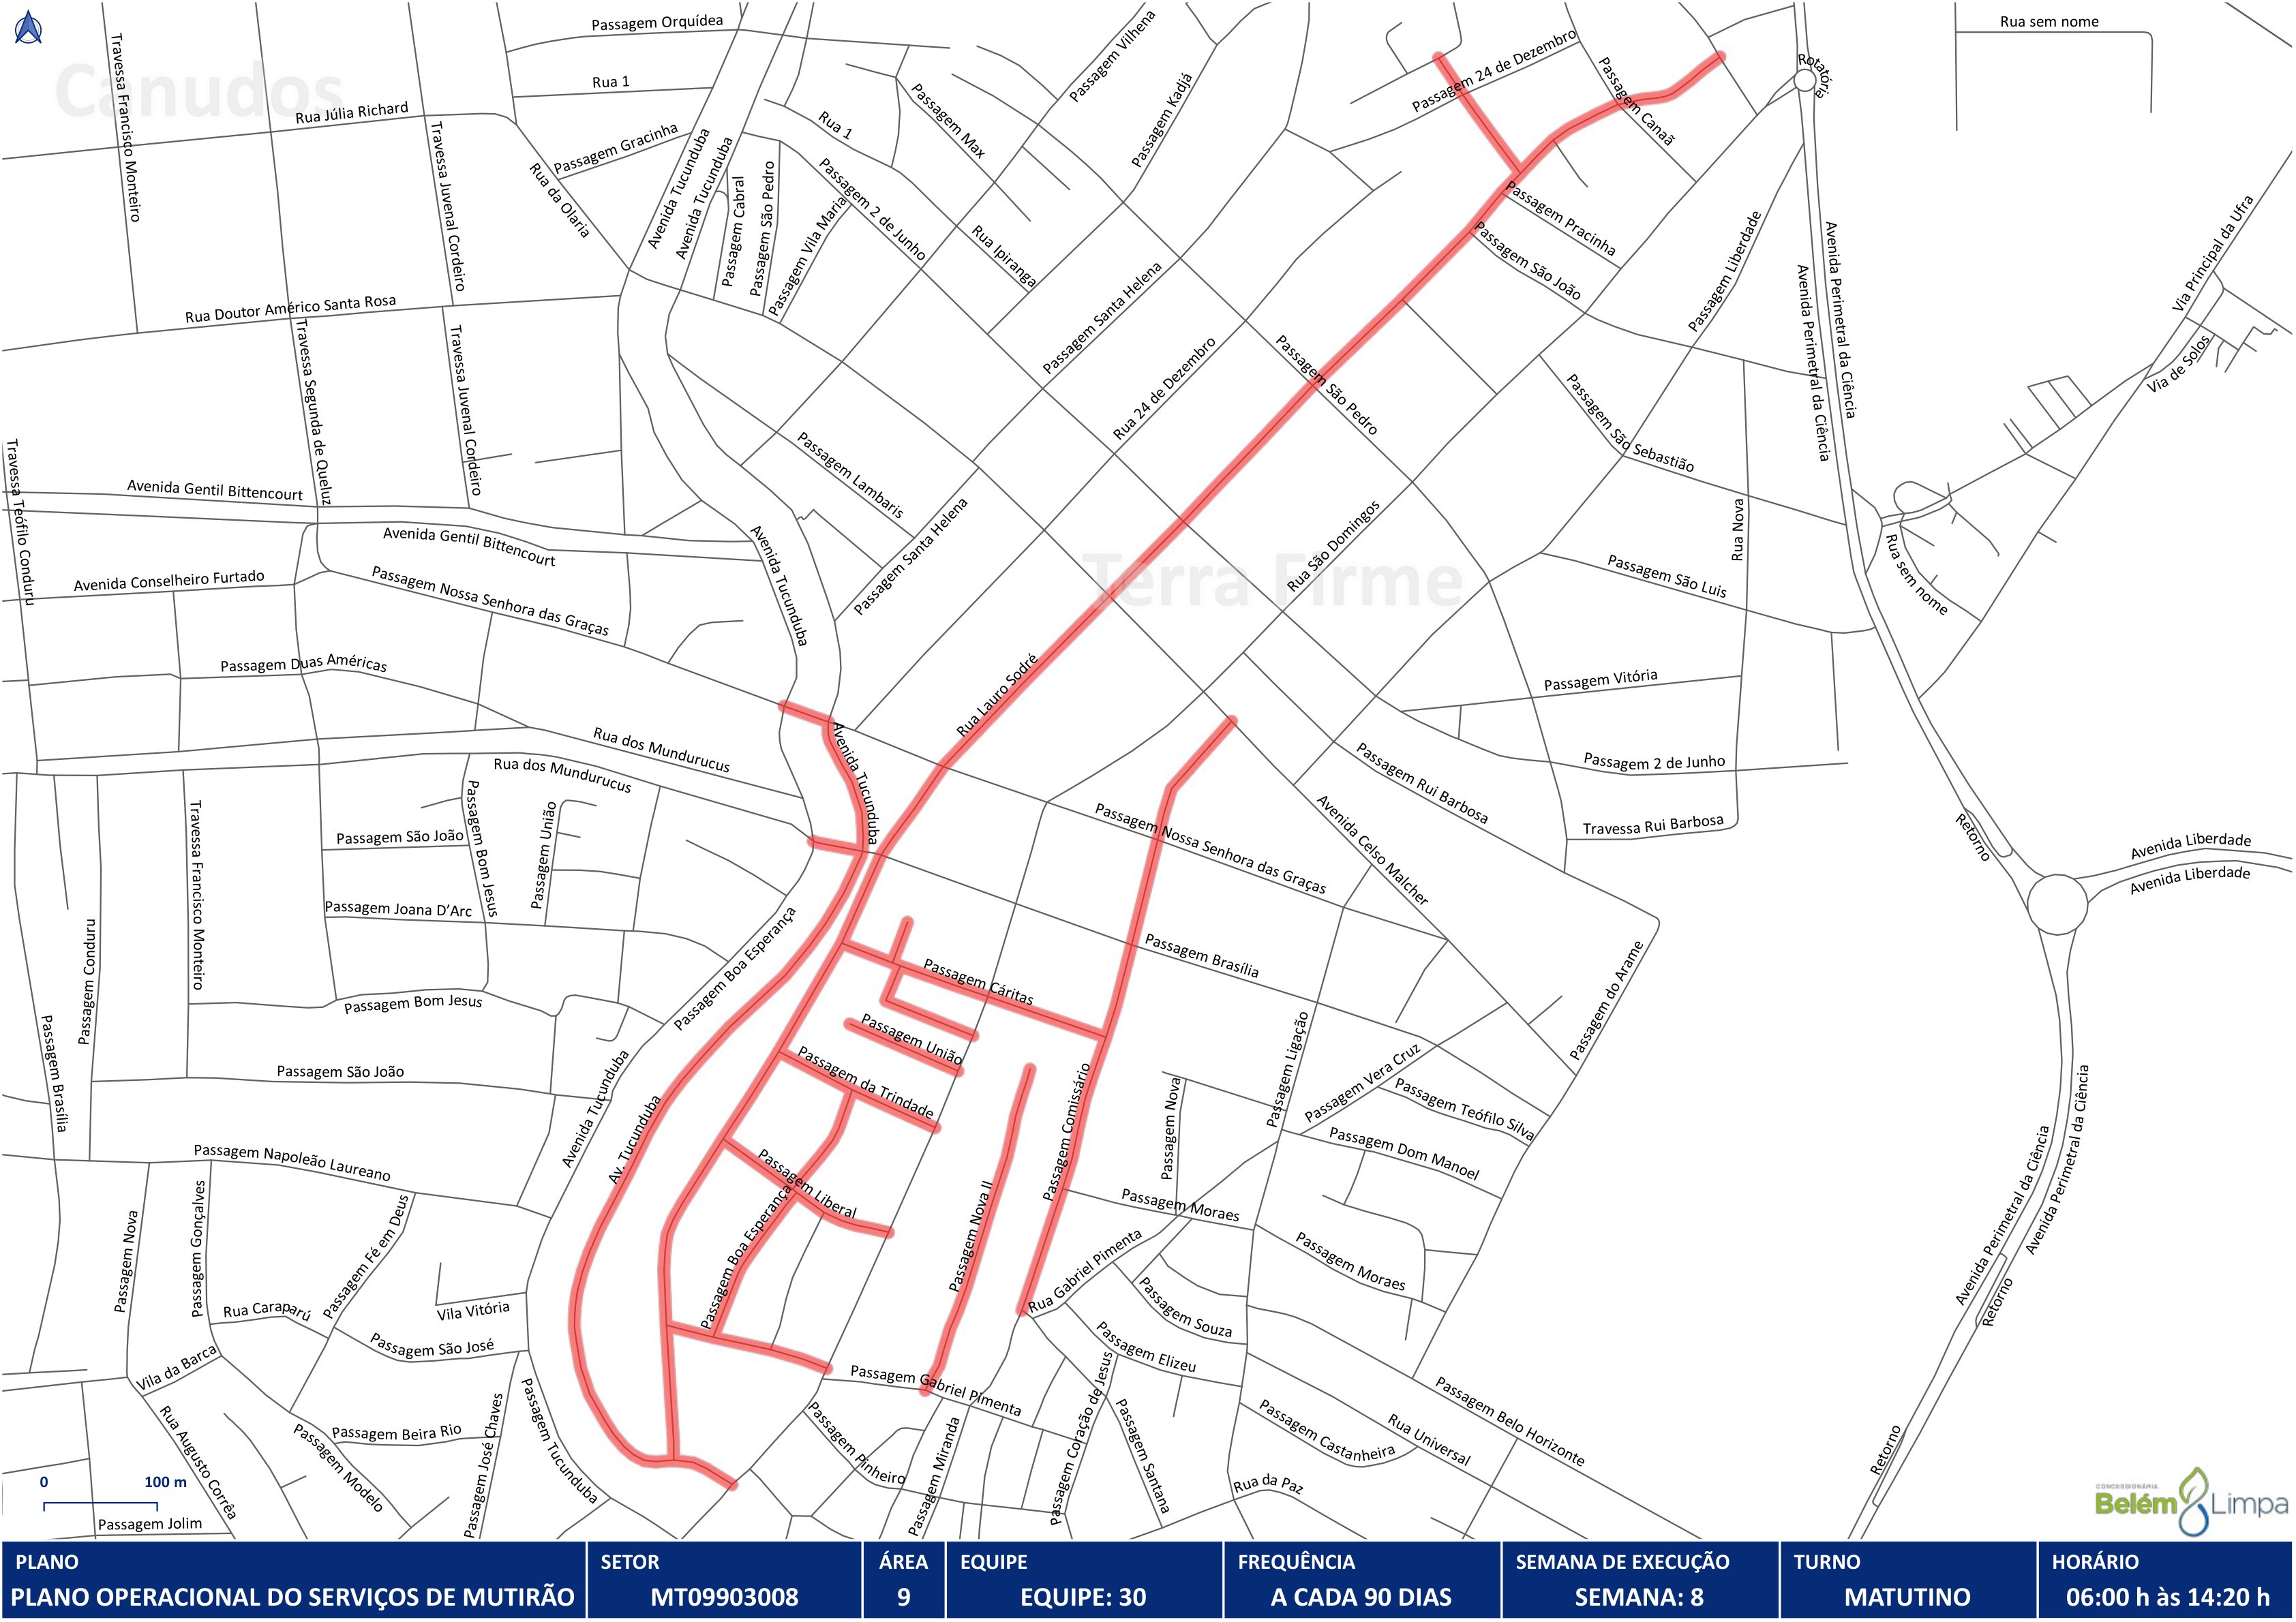 Canudos
Terra Firme
Passagem Orquídea
Rua 1
Rua Júlia Richard
Passagem Gracinha
Travessa Francisco Monteiro
Travessa Juvenal Cordeiro
Rua da Olaria
Avenida Tucunduba
Avenida Tucunduba
Passagem Cabral
Passagem São Pedro
Passagem Vila Maria
Rua 1
Passagem 2 de Junho
Passagem Max
Rua Ipiranga
Passagem Vilhena
Passagem Kadjá
Passagem 24 de Dezembro
Passagem Canaã
Rotatória
Rua sem nome
Passagem Pracinha
Passagem São João
Passagem Liberdade
Avenida Perimetral da Ciência
Avenida Perimetral da Ciência
Via Principal da Ufra
Via de Solos
Rua Doutor Américo Santa Rosa
Travessa Segunda de Queluz
Travessa Juvenal Cordeiro
Passagem Santa Helena
Rua 24 de Dezembro
Passagem São Pedro
Passagem São Sebastião
Travessa Teófilo Conduru
Avenida Gentil Bittencourt
Avenida Gentil Bittencourt
Passagem Lambaris
Passagem Santa Helena
Avenida Tucunduba
Rua São Domingos
Rua Nova
Passagem São Luis
Rua sem nome
Avenida Conselheiro Furtado
Passagem Nossa Senhora das Graças
Passagem Duas Américas
Rua Lauro Sodré
Passagem Vitória
Rua dos Mundurucus
Rua dos Mundurucus
Avenida Tucunduba
Passagem 2 de Junho
Passagem Rui Barbosa
Travessa Rui Barbosa
Avenida Celso Malcher
Passagem Nossa Senhora das Graças
Retorno
Avenida Liberdade
Avenida Liberdade
Passagem São João
Passagem Bom Jesus
Passagem União
Passagem Joana D’Arc
Travessa Francisco Monteiro
Passagem Conduru
Passagem Boa Esperança
Passagem Brasília
Passagem Cáritas
Passagem do Arame
Passagem Bom Jesus
Passagem União
Passagem Ligação
Passagem Brasília
Passagem São João
Avenida Tucunduba
Av. Tucunduba
Passagem da Trindade
Passagem Comissário
Passagem Nova
Passagem Vera Cruz
Passagem Teófilo Silva
Passagem Dom Manoel
Avenida Perimetral da Ciência
Avenida Perimetral da Ciência
Passagem Napoleão Laureano
Passagem Liberal
Passagem Boa Esperança
Passagem Nova II
Passagem Moraes
Passagem Moraes
Passagem Nova
Passagem Gonçalves
Passagem Fé em Deus
Rua Caraparú
Vila Vitória
Rua Gabriel Pimenta
Passagem Souza
Retorno
Passagem São José
Vila da Barca
Passagem Elizeu
Passagem Gabriel Pimenta
Passagem Coração de Jesus
Passagem Belo Horizonte
Rua Augusto Corrêa
Passagem Beira Rio
Passagem Modelo
Passagem José Chaves
Passagem Tucunduba
Passagem Pinheiro
Passagem Miranda
Passagem Santana
Passagem Castanheira
Rua Universal
Rua da Paz
Retorno
0 100 m
Passagem Jolim
CONCESSIONÁRIA
Belém Limpa
PLANO
PLANO OPERACIONAL DO SERVIÇOS DE MUTIRÃO
SETOR
MT09903008
ÁREA
9
EQUIPE
EQUIPE: 30
FREQUÊNCIA
A CADA 90 DIAS
SEMANA DE EXECUÇÃO
SEMANA: 8
TURNO
MATUTINO
HORÁRIO
06:00 h às 14:20 h